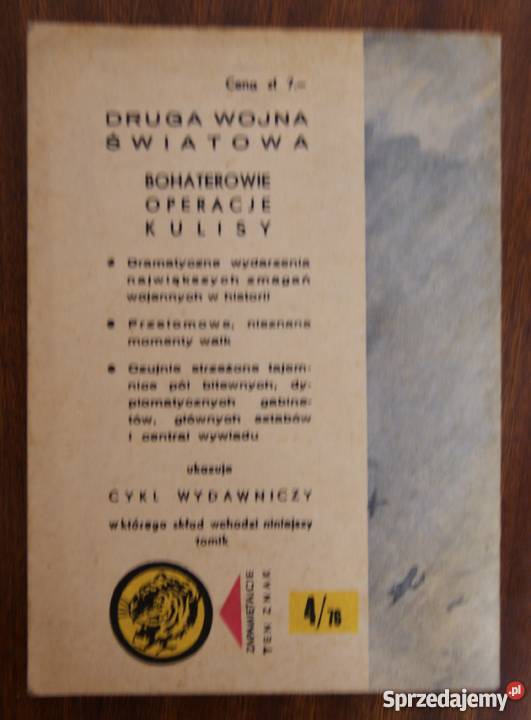 Cena zł 7.—
DRUGA WOJNA
ŚWIATOWA
BOHATEROWIE
OPERACJE
KULISY
Dramatyczne wydarzenia
największych zmagań
wojennych w historii
Przełomowe, nieznane
momenty walk
Czujnie strzeżone tajem-
nice pól bitewnych, dy-
plomatycznych gabine-
tów, głównych sztabów
i central wywiadu
ukazuje
CYKL WYDAWNICZY
w którego skład wchodzi niniejszy
tomik
ZAPAMIĘTAJCIE
TEN ZNAK
4/76
Sprzedajemy.pl